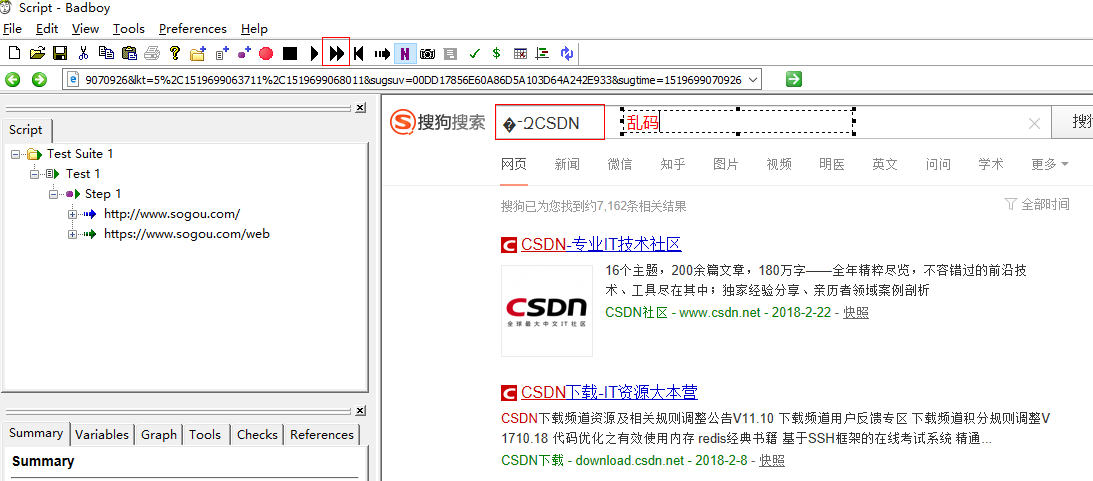 Script - Badboy
File Edit View Tools Preferences Help
9070926&lkt=5%2C1519699063711%2C1519699068011&sugsuv=00DD17856E60A86D5A103D64A242E933&sugtime=1519699070926
Script
Test Suite 1
Test 1
Step 1
http://www.sogou.com/
https://www.sogou.com/web
Summary Variables Graph Tools Checks References
Summary
搜狗搜索 �-ՁCSDN 乱码 搜
网页 新闻 微信 知乎 图片 视频 明医 英文 问问 学术 更多
搜狗已为您找到约7,162条相关结果 全部时间
CSDN-专业IT技术社区
CSDN
全球最大中文IT社区
16个主题，200余篇文章，180万字——全年精粹尽览，不容错过的前沿技
术、工具尽在其中；独家经验分享、亲历者领域案例剖析
CSDN社区 - www.csdn.net - 2018-2-22 - 快照
CSDN下载-IT资源大本营
CSDN下载频道资源及相关规则调整公告V11.10 下载频道用户反馈专区 下载频道积分规则调整V
1710.18 代码优化之有效使用内存 redis经典书籍 基于SSH框架的在线考试系统 精通...
CSDN下载 - download.csdn.net - 2018-2-8 - 快照